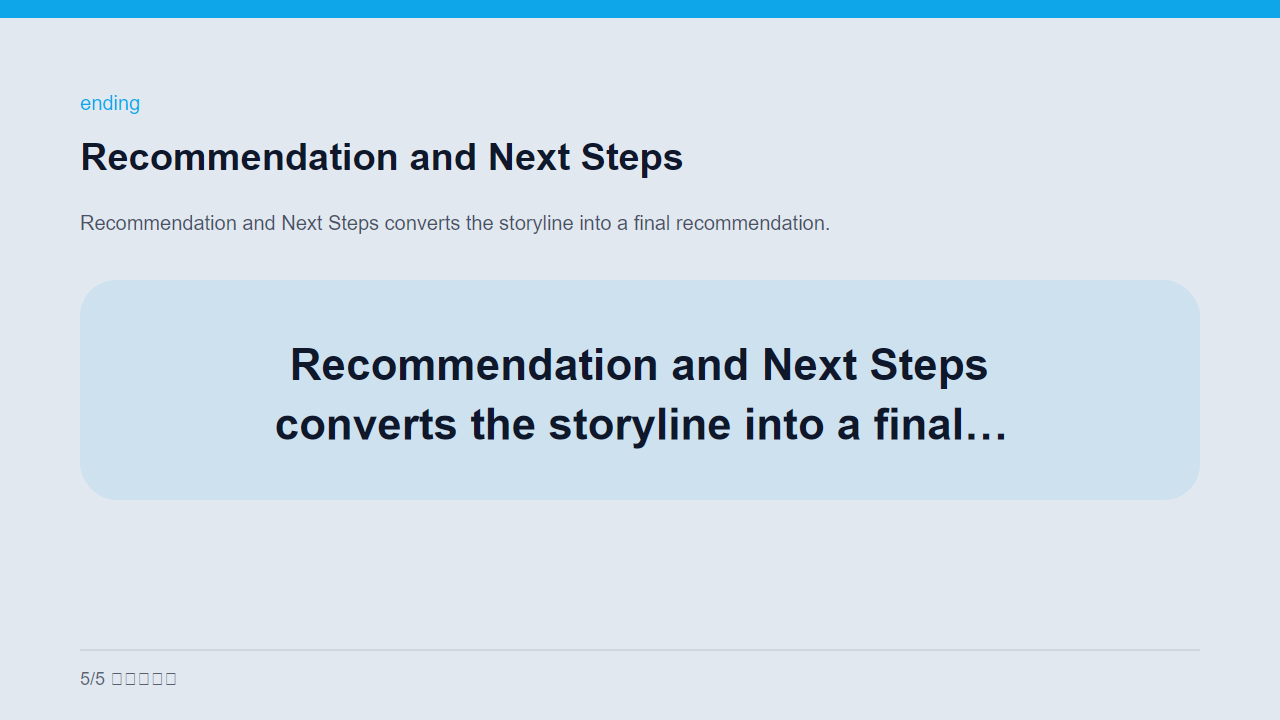 ending
Recommendation and Next Steps
Recommendation and Next Steps converts the storyline into a final recommendation.
Recommendation and Next Steps
converts the storyline into a final…
5/5